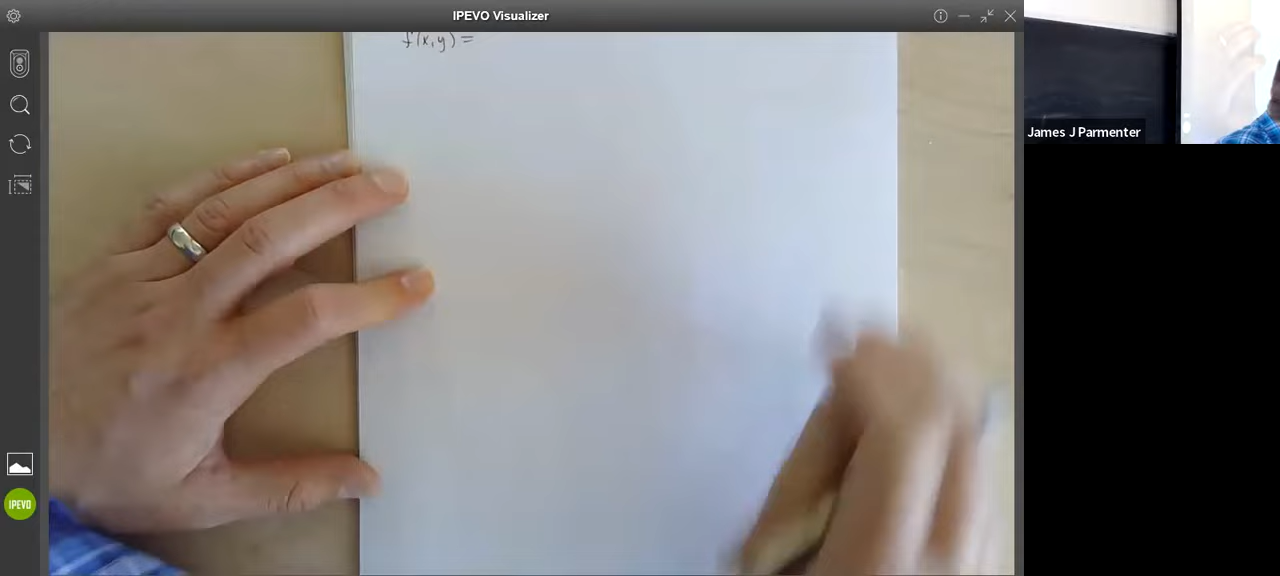 IPEVO Visualizer
f(x,y) =
James J Parmenter
IPEVO